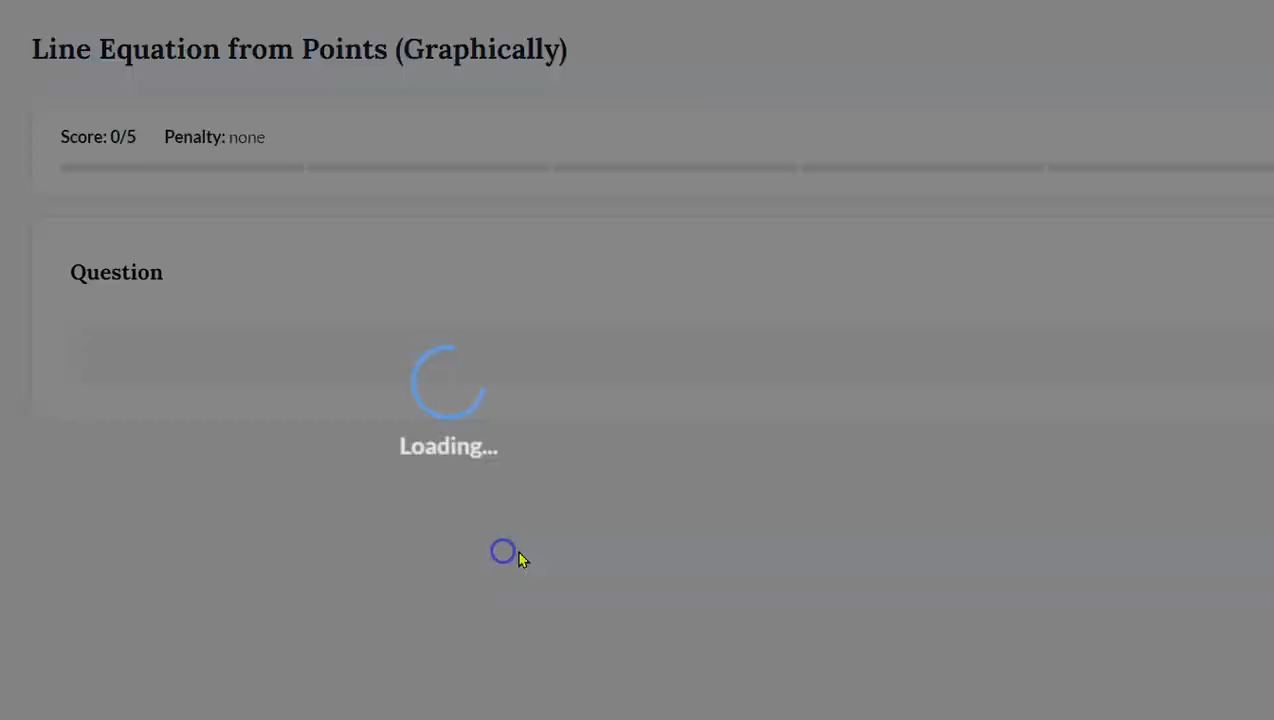 Line Equation from Points (Graphically)
Score: 0/5 Penalty: none
Question
Loading...